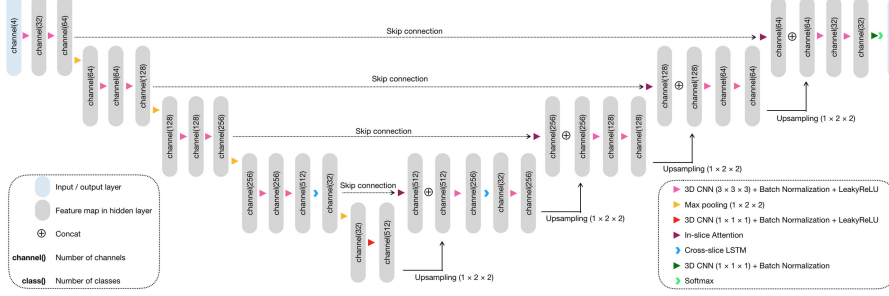 channel(4)
channel(32)
channel(64)
Skip connection
channel(64)
channel(64)
channel(128)
Skip connection
channel(128)
channel(128)
channel(256)
Skip connection
channel(256)
channel(256)
channel(512)
channel(32)
Skip connection
channel(32)
channel(512)
Upsampling (1 × 2 × 2)
channel(512)
channel(512)
channel(256)
channel(32)
channel(256)
Upsampling (1 × 2 × 2)
channel(256)
channel(256)
channel(128)
channel(128)
Upsampling (1 × 2 × 2)
channel(128)
channel(128)
channel(64)
channel(64)
Upsampling (1 × 2 × 2)
channel(64)
channel(64)
channel(32)
channel(32)
Input / output layer
Feature map in hidden layer
Concat
channel() Number of channels
class() Number of classes
3D CNN (3 × 3 × 3) + Batch Normalization + LeakyReLU
Max pooling (1 × 2 × 2)
3D CNN (1 × 1 × 1) + Batch Normalization + LeakyReLU
In-slice Attention
Cross-slice LSTM
3D CNN (1 × 1 × 1) + Batch Normalization
Softmax